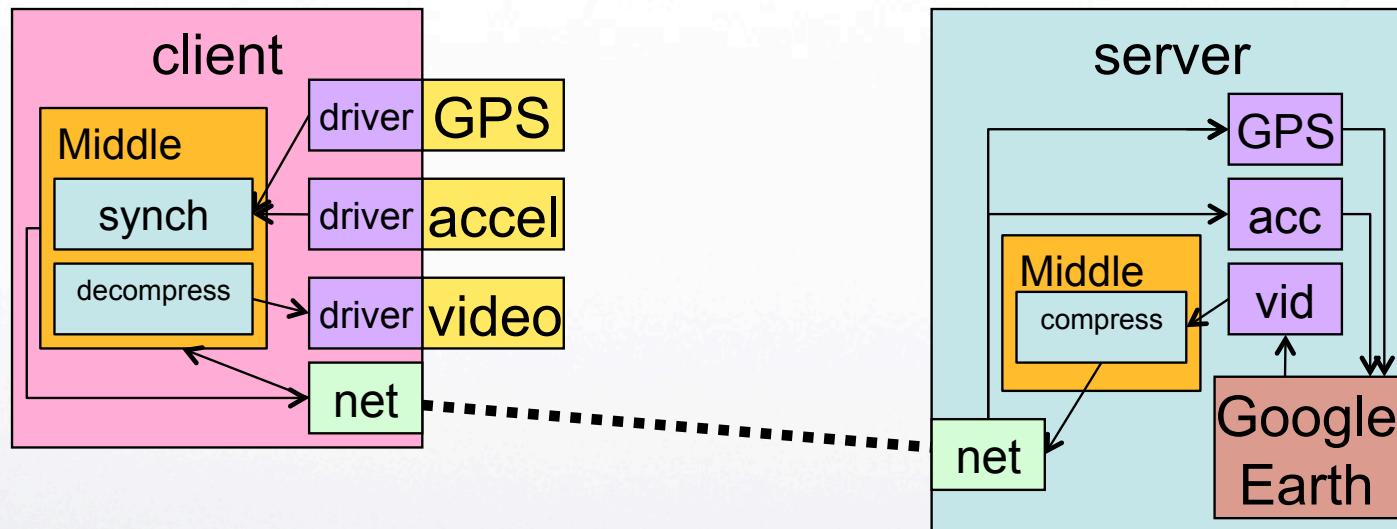 client
Middle
synch
decompress
driver GPS
driver accel
driver video
net
server
GPS
acc
vid
Middle
compress
net
Google
Earth